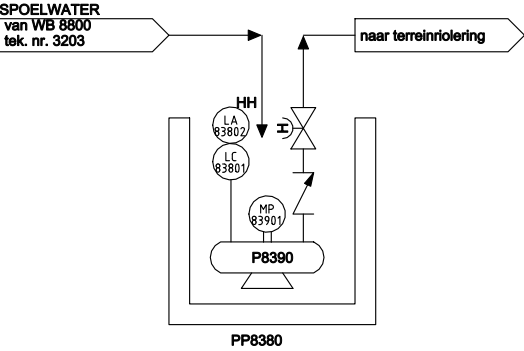 SPOELWATER
van WB 8800
tek. nr. 3203
naar terreinriolering
HH
LA
83802
H
LC
83801
MP
83901
P8390
PP8380